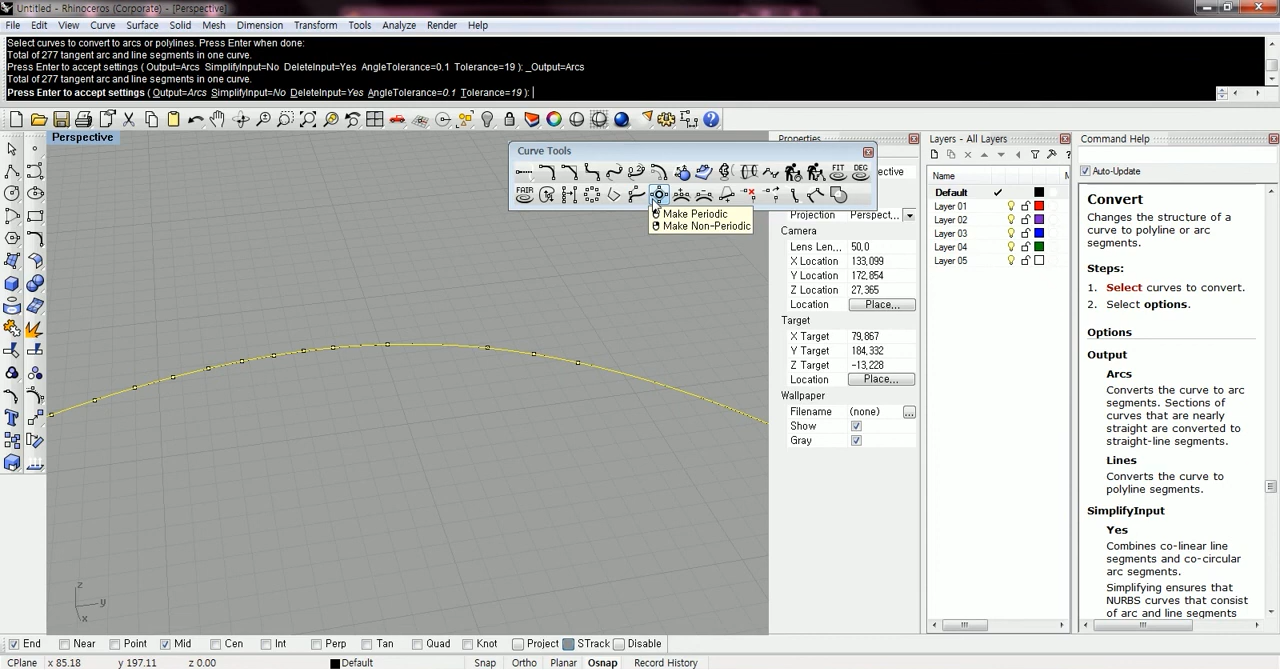 Untitled - Rhinoceros (Corporate) - [Perspective]
File Edit View Curve Surface Solid Mesh Dimension Transform Tools Analyze Render Help
Select curves to convert to arcs or polylines. Press Enter when done:
Total of 277 tangent arc and line segments in one curve.
Press Enter to accept settings ( Output=Arcs SimplifyInput=No DeleteInput=Yes AngleTolerance=0.1 Tolerance=19 ): _Output=Arcs
Total of 277 tangent arc and line segments in one curve.
Press Enter to accept settings ( Output=Arcs SimplifyInput=No DeleteInput=Yes AngleTolerance=0.1 Tolerance=19 ):
Perspective
Curve Tools
FIT DEG
FAIR
Make Periodic
Make Non-Periodic
Properties
Projection Perspect...
Camera
Lens Len... 50,0
X Location 133,099
Y Location 172,854
Z Location 27,365
Location Place...
Target
X Target 79,867
Y Target 184,332
Z Target -13,228
Location Place...
Wallpaper
Filename (none) ...
Show
Gray
Layers - All Layers
Name
Default
Layer 01
Layer 02
Layer 03
Layer 04
Layer 05
Command Help
Auto-Update
Convert
Changes the structure of a curve to polyline or arc segments.
Steps:
1. Select curves to convert.
2. Select options.
Options
Output
Arcs
Converts the curve to arc
segments. Sections of
curves that are nearly
straight are converted to
straight-line segments.
Lines
Converts the curve to
polyline segments.
SimplifyInput
Yes
Combines co-linear line
segments and co-circular
arc segments.
Simplifying ensures that
NURBS curves that consist
of arc and line segments
z
y
x
End Near Point Mid Cen Int Perp Tan Quad Knot Project STrack Disable
CPlane x 85.18 y 197.11 z 0.00 Default Snap Ortho Planar Osnap Record History